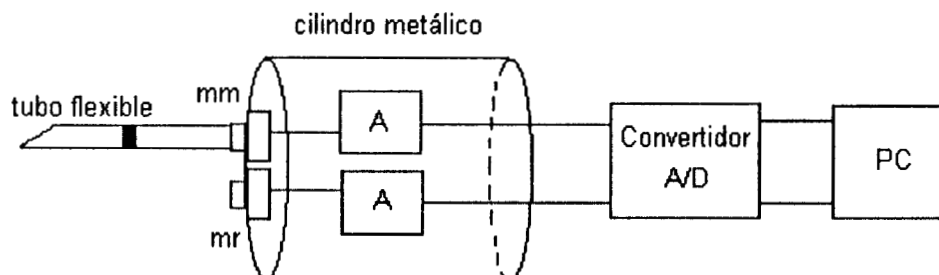 cilindro metálico
tubo flexible
mm
A
Convertidor
A/D
PC
A
mr